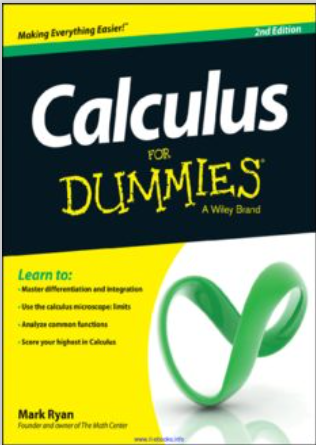 Making Everything Easier!™
2nd Edition
Calculus
FOR
DUMMIES®
A Wiley Brand
Learn to:
• Master differentiation and integration
• Use the calculus microscope: limits
• Analyze common functions
• Score your highest in Calculus
Mark Ryan
Founder and owner of The Math Center